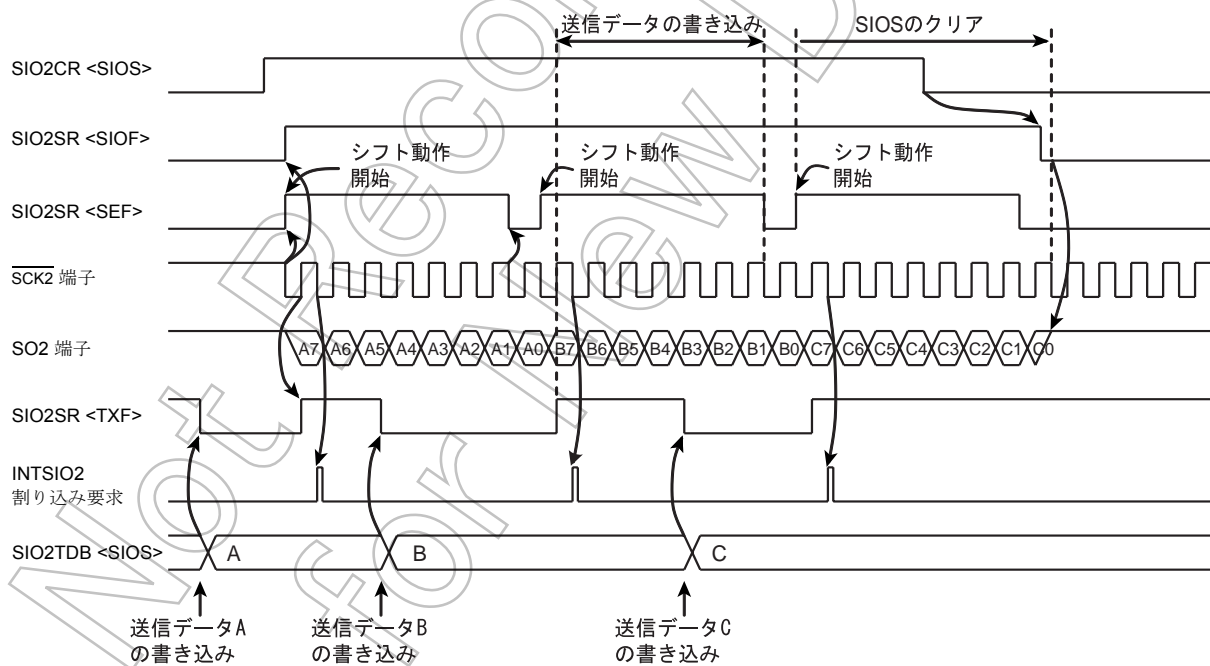 送信データの書き込み
SIOSのクリア
SIO2CR <SIOS>
SIO2SR <SIOF>
シフト動作
開始
シフト動作
開始
シフト動作
開始
SIO2SR <SEF>
SCK2 端子
SO2 端子
A7 A6 A5 A4 A3 A2 A1 A0 B7 B6 B5 B4 B3 B2 B1 B0 C7 C6 C5 C4 C3 C2 C1 C0
SIO2SR <TXF>
INTSIO2
割り込み要求
SIO2TDB <SIOS>
A
B
C
送信データA
の書き込み
送信データB
の書き込み
送信データC
の書き込み
Not Recom
for New D